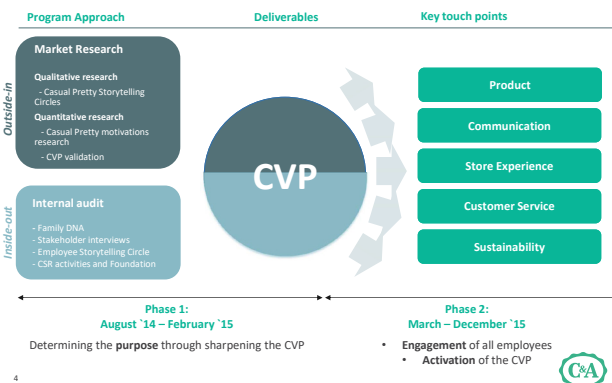 Program Approach
Deliverables
Key touch points
Outside-in
Market Research
Qualitative research
- Casual Pretty Storytelling
Circles
Quantitative research
- Casual Pretty motivations
research
- CVP validation
Inside-out
Internal audit
- Family DNA
- Stakeholder interviews
- Employee Storytelling Circle
- CSR activities and Foundation
CVP
Product
Communication
Store Experience
Customer Service
Sustainability
Phase 1:
August `14 – February `15
Determining the purpose through sharpening the CVP
Phase 2:
March – December `15
• Engagement of all employees
• Activation of the CVP
4
C&A